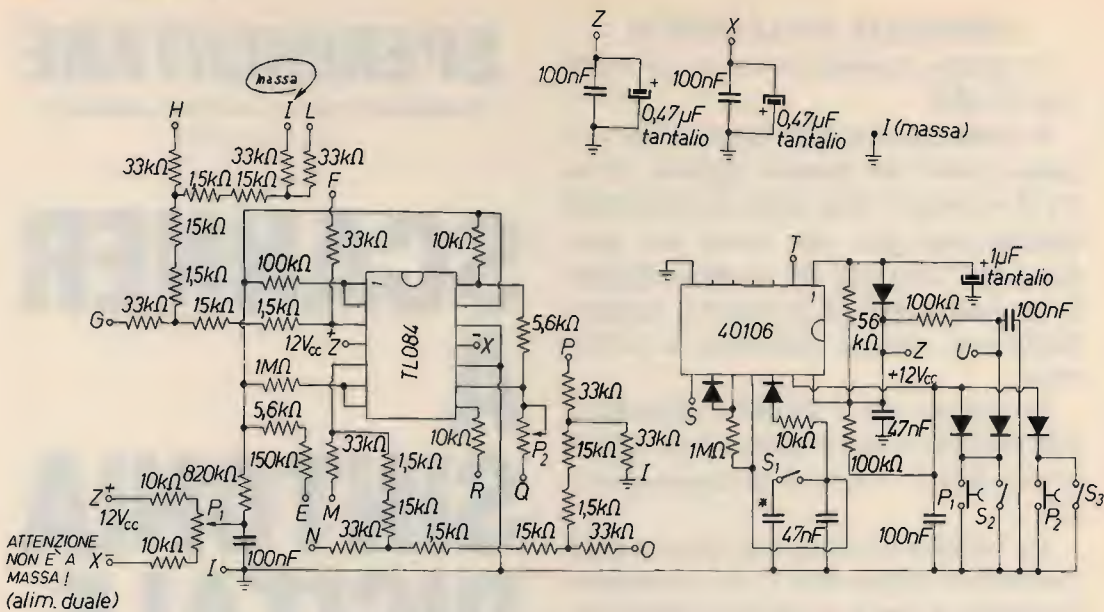 Z
X
100nF
+
0,47µF
tantalio
100nF
+
0,47µF
tantalio
I (massa)
massa
H
I
L
33kΩ
33kΩ
33kΩ
1,5kΩ
15kΩ
F
15kΩ
33kΩ
10kΩ
1,5kΩ
100kΩ
33kΩ
15kΩ
1,5kΩ
G
+
12Vcc
Z
TL084
X
-
5,6kΩ
P
1MΩ
33kΩ
5,6kΩ
33kΩ
1,5kΩ
10kΩ
P2
15kΩ
33kΩ
I
150kΩ
820kΩ
R
Q
10kΩ
Z+
12Vcc
P1
E
M
15kΩ
1,5kΩ
N
33kΩ
1,5kΩ
15kΩ
33kΩ
O
10kΩ
X-
100nF
I
ATTENZIONE
NON È A
MASSA !
(alim. duale)
T
1
+
1µF
tantalio
40106
56
kΩ
100kΩ
100nF
Z
U
+12Vcc
S
1MΩ
10kΩ
47nF
S1
100kΩ
*
47nF
100nF
P1
S2
P2
S3